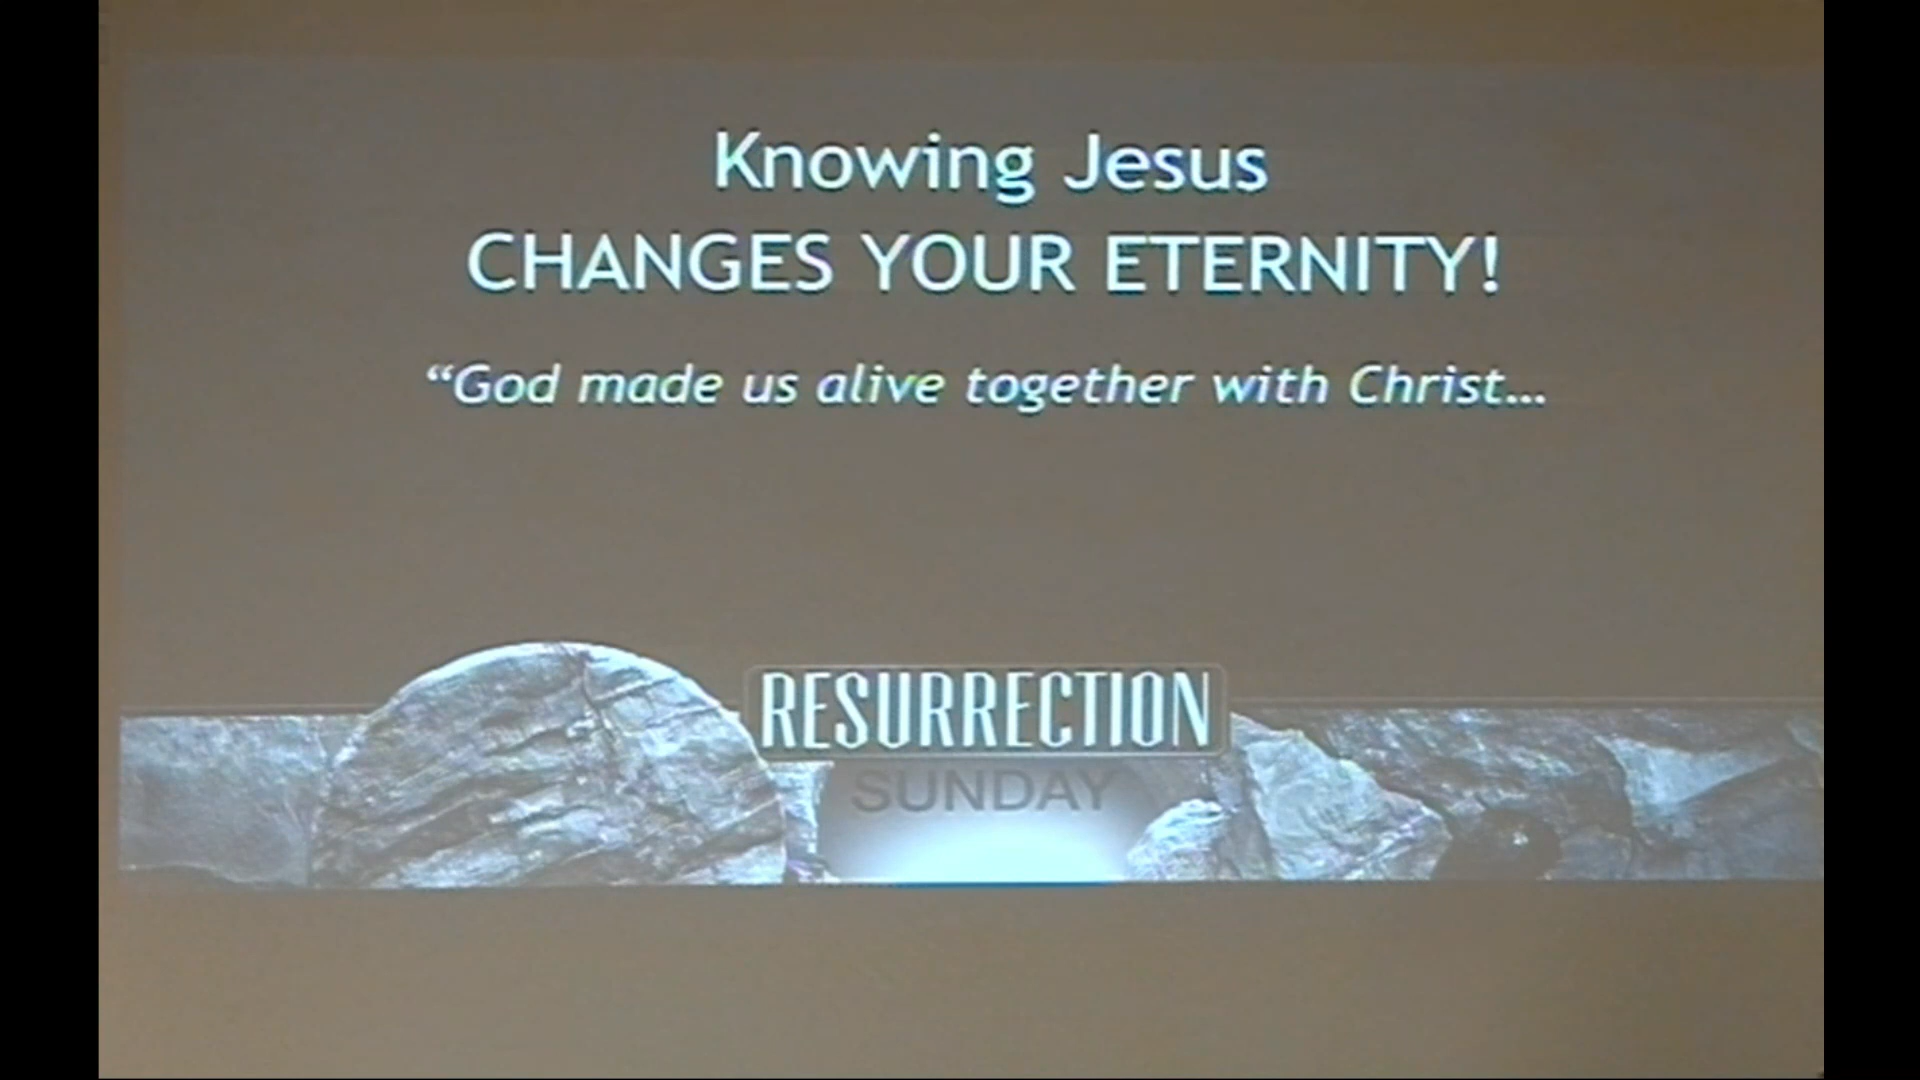 Knowing Jesus
CHANGES YOUR ETERNITY!
“God made us alive together with Christ...
RESURRECTION
SUNDAY